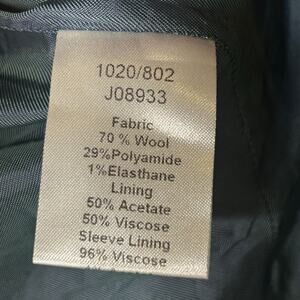 1020/802
J08933
Fabric
70 % Wool
29%Polyamide
1%Elasthane
Lining
50% Acetate
50% Viscose
Sleeve Lining
96% Viscose